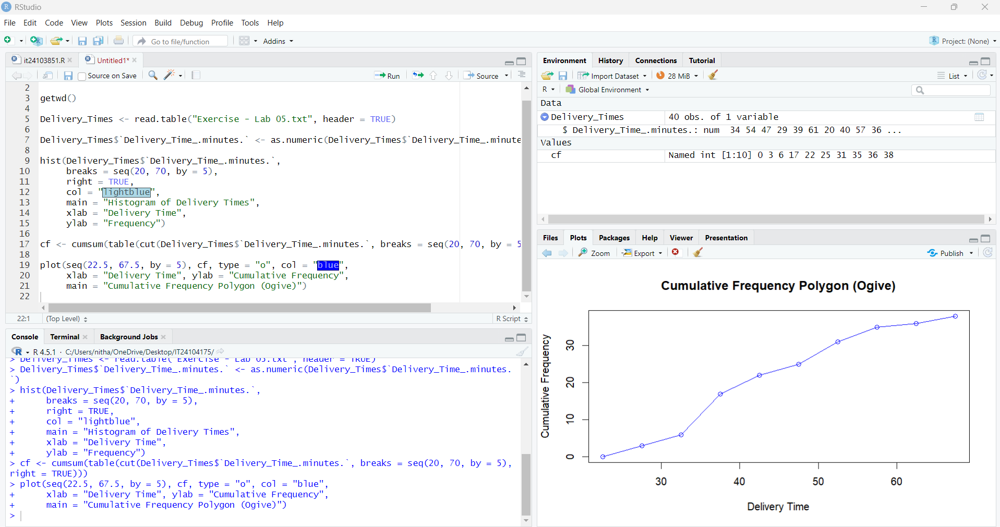 RStudio
File Edit Code View Plots Session Build Debug Profile Tools Help
Go to file/function Addins Project: (None)
it24103851.R Untitled1*
Source on Save Run Source
2
3 getwd()
4
5 Delivery_Times <- read.table("Exercise - Lab 05.txt", header = TRUE)
6
7 Delivery_Times$`Delivery_Time_.minutes.` <- as.numeric(Delivery_Times$`Delivery_Time_.minute
8
9 hist(Delivery_Times$`Delivery_Time_.minutes.`,
10 breaks = seq(20, 70, by = 5),
11 right = TRUE,
12 col = "lightblue",
13 main = "Histogram of Delivery Times",
14 xlab = "Delivery Time",
15 ylab = "Frequency")
16
17 cf <- cumsum(table(cut(Delivery_Times$`Delivery_Time_.minutes.`, breaks = seq(20, 70, by = 5
18
19 plot(seq(22.5, 67.5, by = 5), cf, type = "o", col = "blue",
20 xlab = "Delivery Time", ylab = "Cumulative Frequency",
21 main = "Cumulative Frequency Polygon (Ogive)")
22
22:1 (Top Level) R Script
Console Terminal Background Jobs
R R 4.5.1 · C:/Users/nitha/OneDrive/Desktop/IT24104175/
> Delivery_Times <- read.table("Exercise - Lab 05.txt", header = TRUE)
> Delivery_Times$`Delivery_Time_.minutes.` <- as.numeric(Delivery_Times$`Delivery_Time_.minutes.
`)
> hist(Delivery_Times$`Delivery_Time_.minutes.`,
+ breaks = seq(20, 70, by = 5),
+ right = TRUE,
+ col = "lightblue",
+ main = "Histogram of Delivery Times",
+ xlab = "Delivery Time",
+ ylab = "Frequency")
> cf <- cumsum(table(cut(Delivery_Times$`Delivery_Time_.minutes.`, breaks = seq(20, 70, by = 5),
right = TRUE)))
> plot(seq(22.5, 67.5, by = 5), cf, type = "o", col = "blue",
+ xlab = "Delivery Time", ylab = "Cumulative Frequency",
+ main = "Cumulative Frequency Polygon (Ogive)")
>
Environment History Connections Tutorial
Import Dataset 28 MiB List
R Global Environment
Data
Delivery_Times 40 obs. of 1 variable
$ Delivery_Time_.minutes.: num 34 54 47 29 39 61 20 40 57 36 ...
Values
cf Named int [1:10] 0 3 6 17 22 25 31 35 36 38
Files Plots Packages Help Viewer Presentation
Zoom Export Publish
Cumulative Frequency Polygon (Ogive)
Cumulative Frequency
30
20
10
0
30 40 50 60
Delivery Time